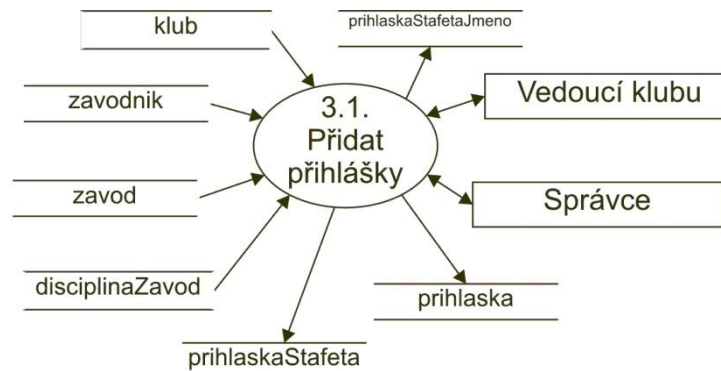 klub
prihlaskaStafetaJmeno
zavodnik
3.1.
Přidat
přihlášky
Vedoucí klubu
zavod
Správce
disciplinaZavod
prihlaska
prihlaskaStafeta